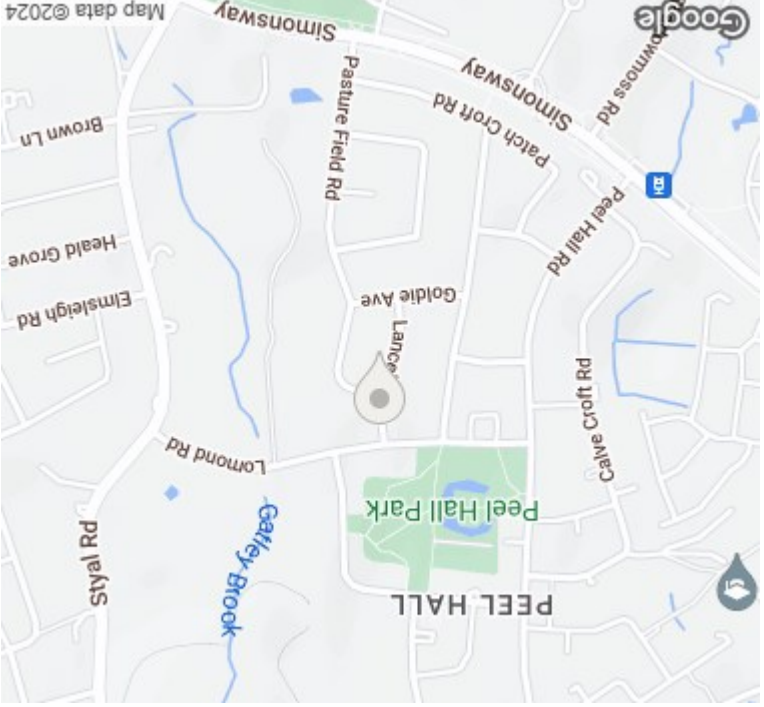 PEEL HALL
Gatley Brook
Styal Rd
Peel Hall Park
Lomond Rd
Calve Croft Rd
Lance
Goldie Ave
Elmsleigh Rd
Heald Grove
Peel Hall Rd
Brown Ln
Pasture Field Rd
Patch Croft Rd
Simonsway
owmoss Rd
Simonsway
Google
Map data ©2024